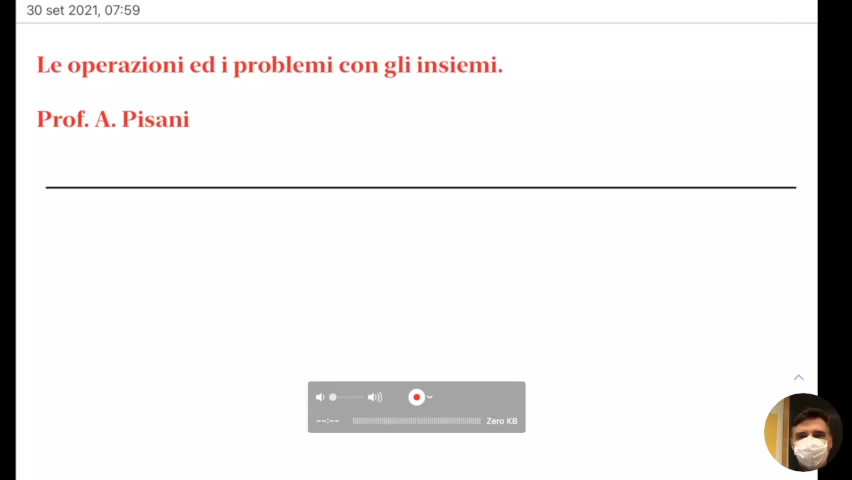 30 set 2021, 07:59
Le operazioni ed i problemi con gli insiemi.
Prof. A. Pisani
--:-- Zero KB